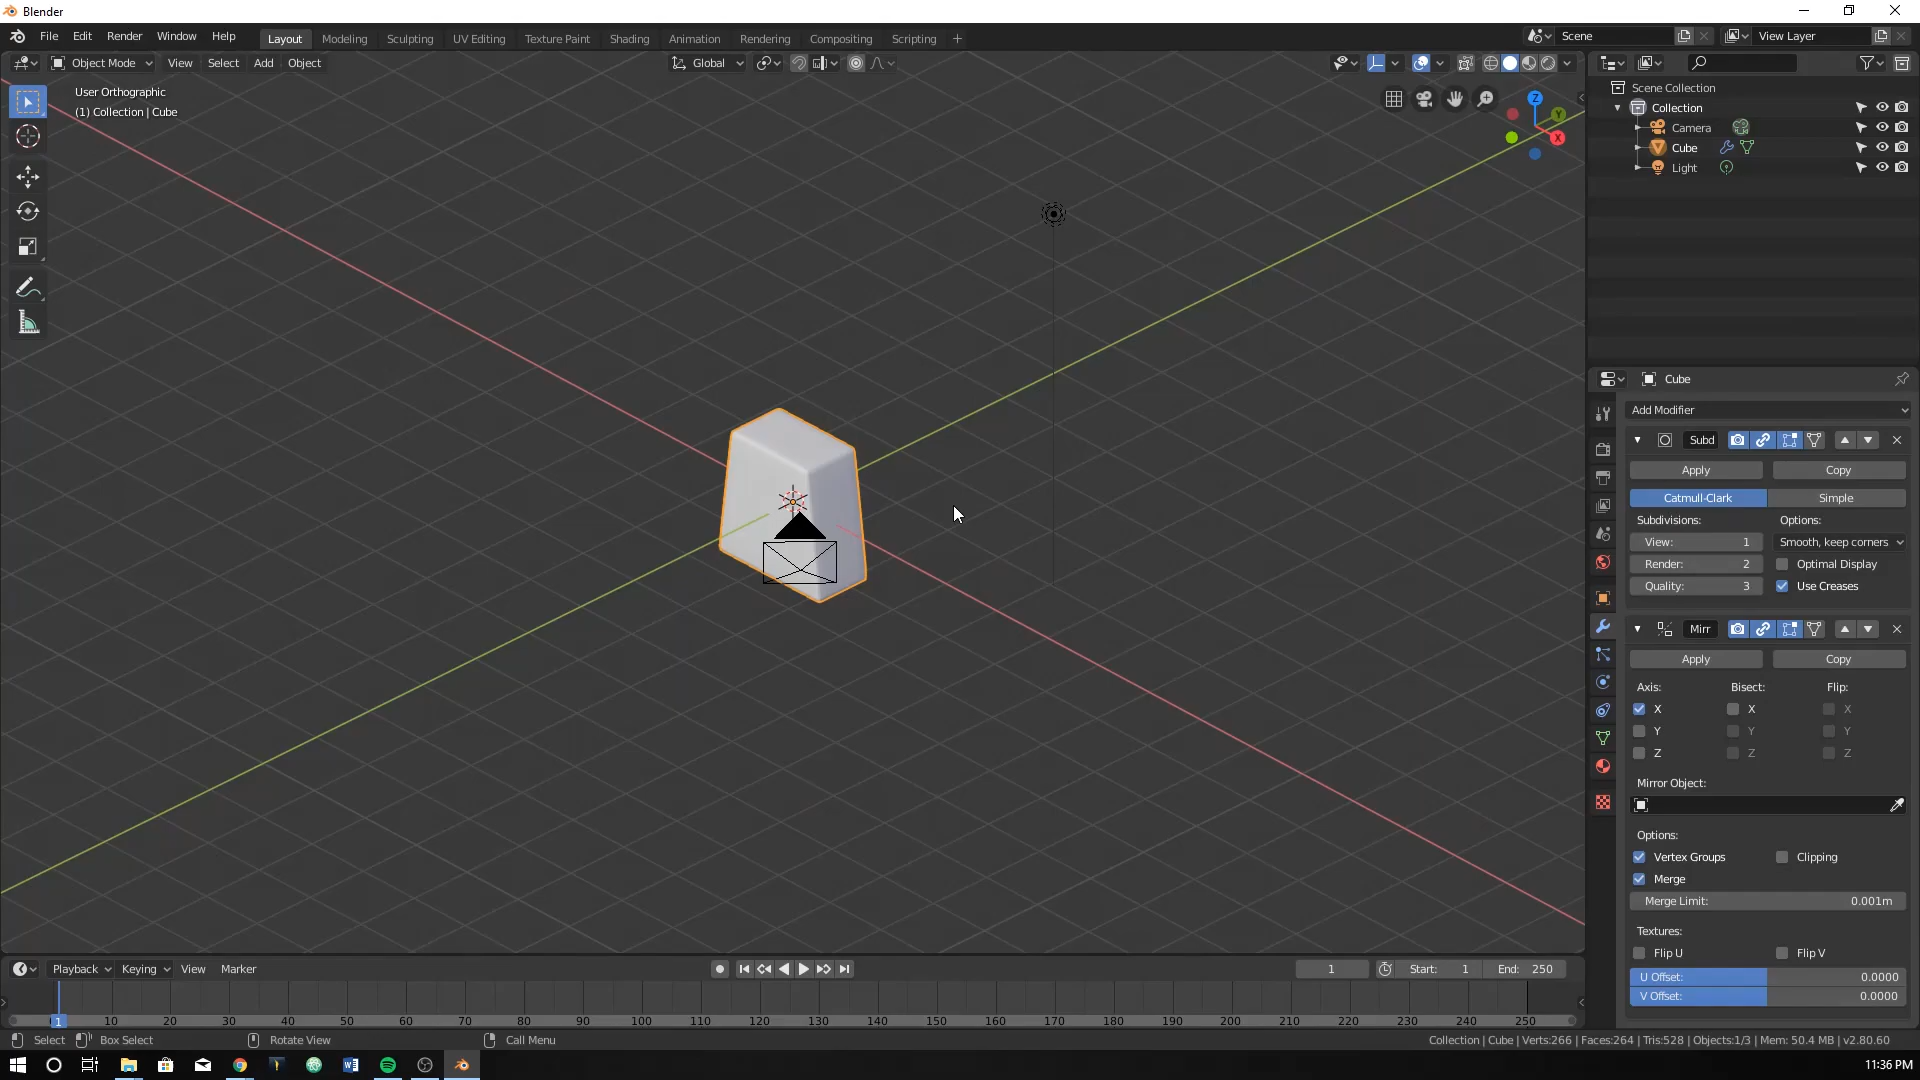 Blender
File Edit Render Window Help
Layout Modeling Sculpting UV Editing Texture Paint Shading Animation Rendering Compositing Scripting +
Scene
View Layer
Object Mode View Select Add Object
Global
User Orthographic
(1) Collection | Cube
Z
Y
X
Scene Collection
Collection
Camera
Cube
Light
Cube
Add Modifier
Subd
Apply Copy
Catmull-Clark Simple
Subdivisions: Options:
View: 1 Smooth, keep corners
Render: 2 Optimal Display
Quality: 3 Use Creases
Mirr
Apply Copy
Axis: Bisect: Flip:
X X X
Y Y Y
Z Z Z
Mirror Object:
Options:
Vertex Groups Clipping
Merge
Merge Limit: 0.001m
Textures:
Flip U Flip V
U Offset: 0.0000
V Offset: 0.0000
Playback Keying View Marker
1 Start: 1 End: 250
1 10 20 30 40 50 60 70 80 90 100 110 120 130 140 150 160 170 180 190 200 210 220 230 240 250
Select Box Select Rotate View Call Menu
Collection | Cube | Verts:266 | Faces:264 | Tris:528 | Objects:1/3 | Mem: 50.4 MB | v2.80.60
11:36 PM